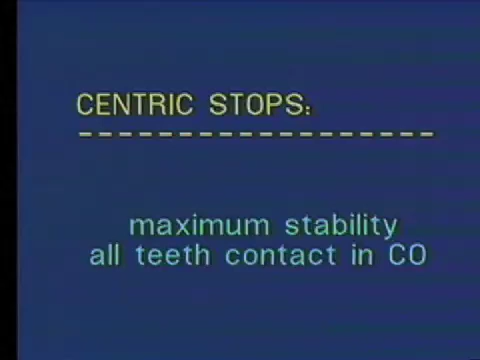 CENTRIC STOPS:
------------------
maximum stability
all teeth contact in CO